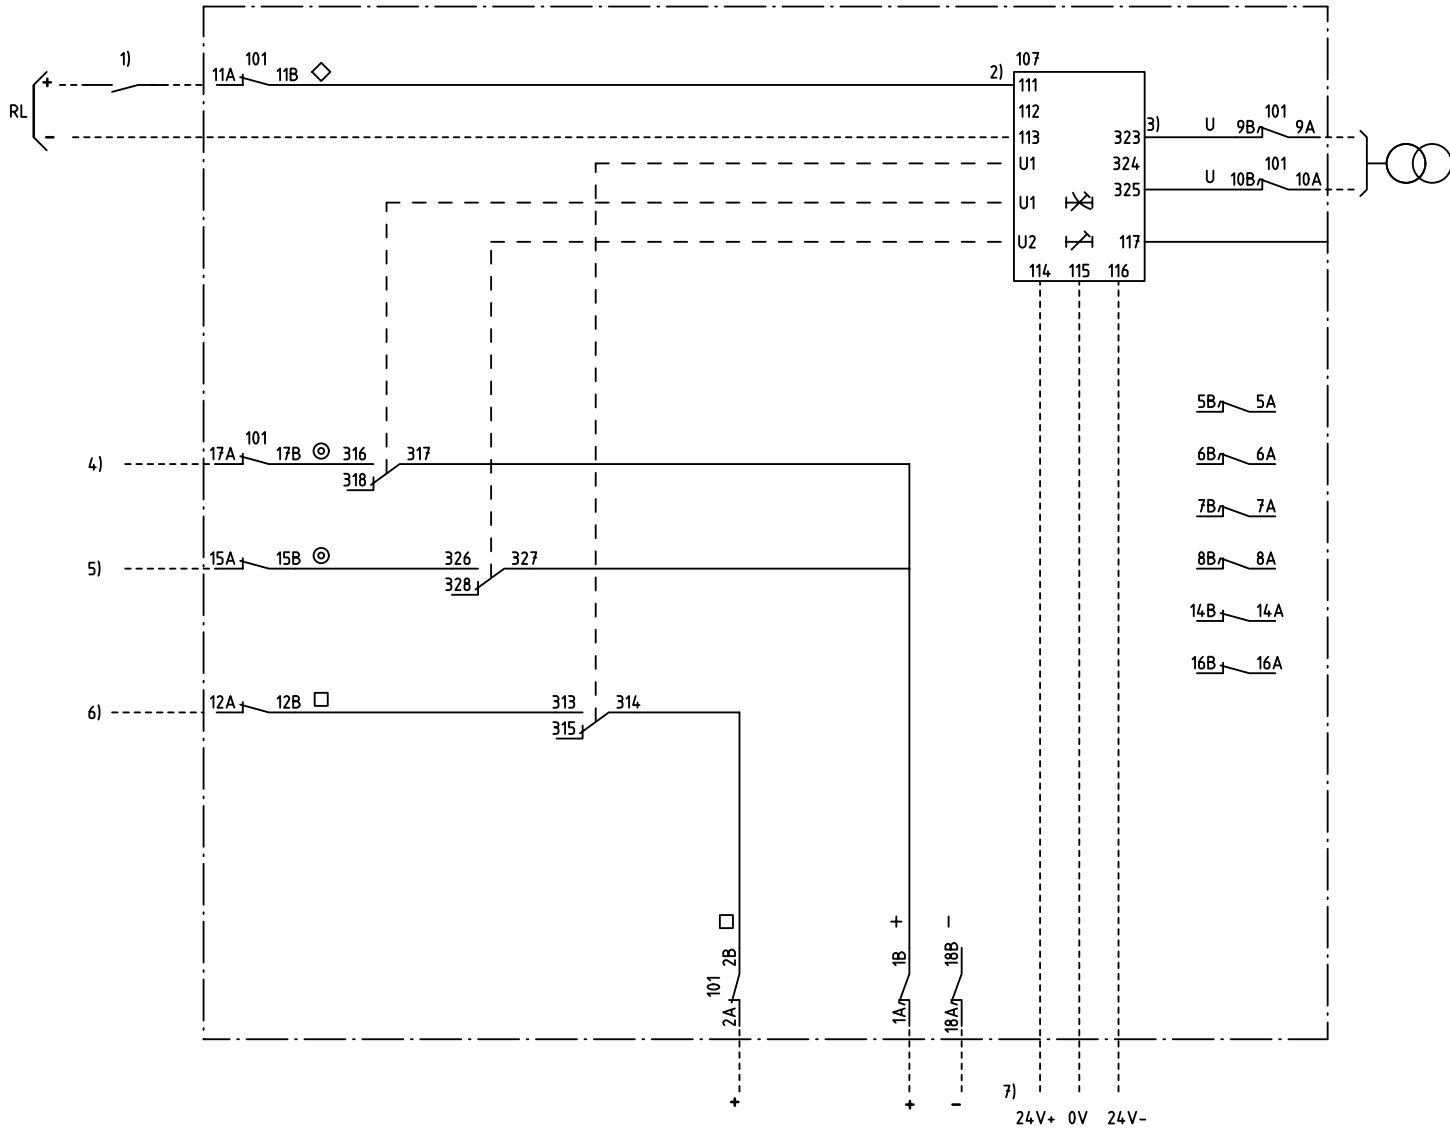 1) 101 107
11A 11B 2) 111
+
RL
112
3) U 9B 101 9A
− 113 323
U1 324 101
325 U 10B 10A
U1
U2 117
114 115 116
5B 5A
101
4) 17A 17B 316 317 6B 6A
318
7B 7A
5) 15A 15B 326 327 8B 8A
328
14B 14A
16B 16A
6) 12A 12B 313 314
315
+ −
2B 1B 18B
101
2A 1A 18A
7)
+ + −
24V+ 0V 24V-